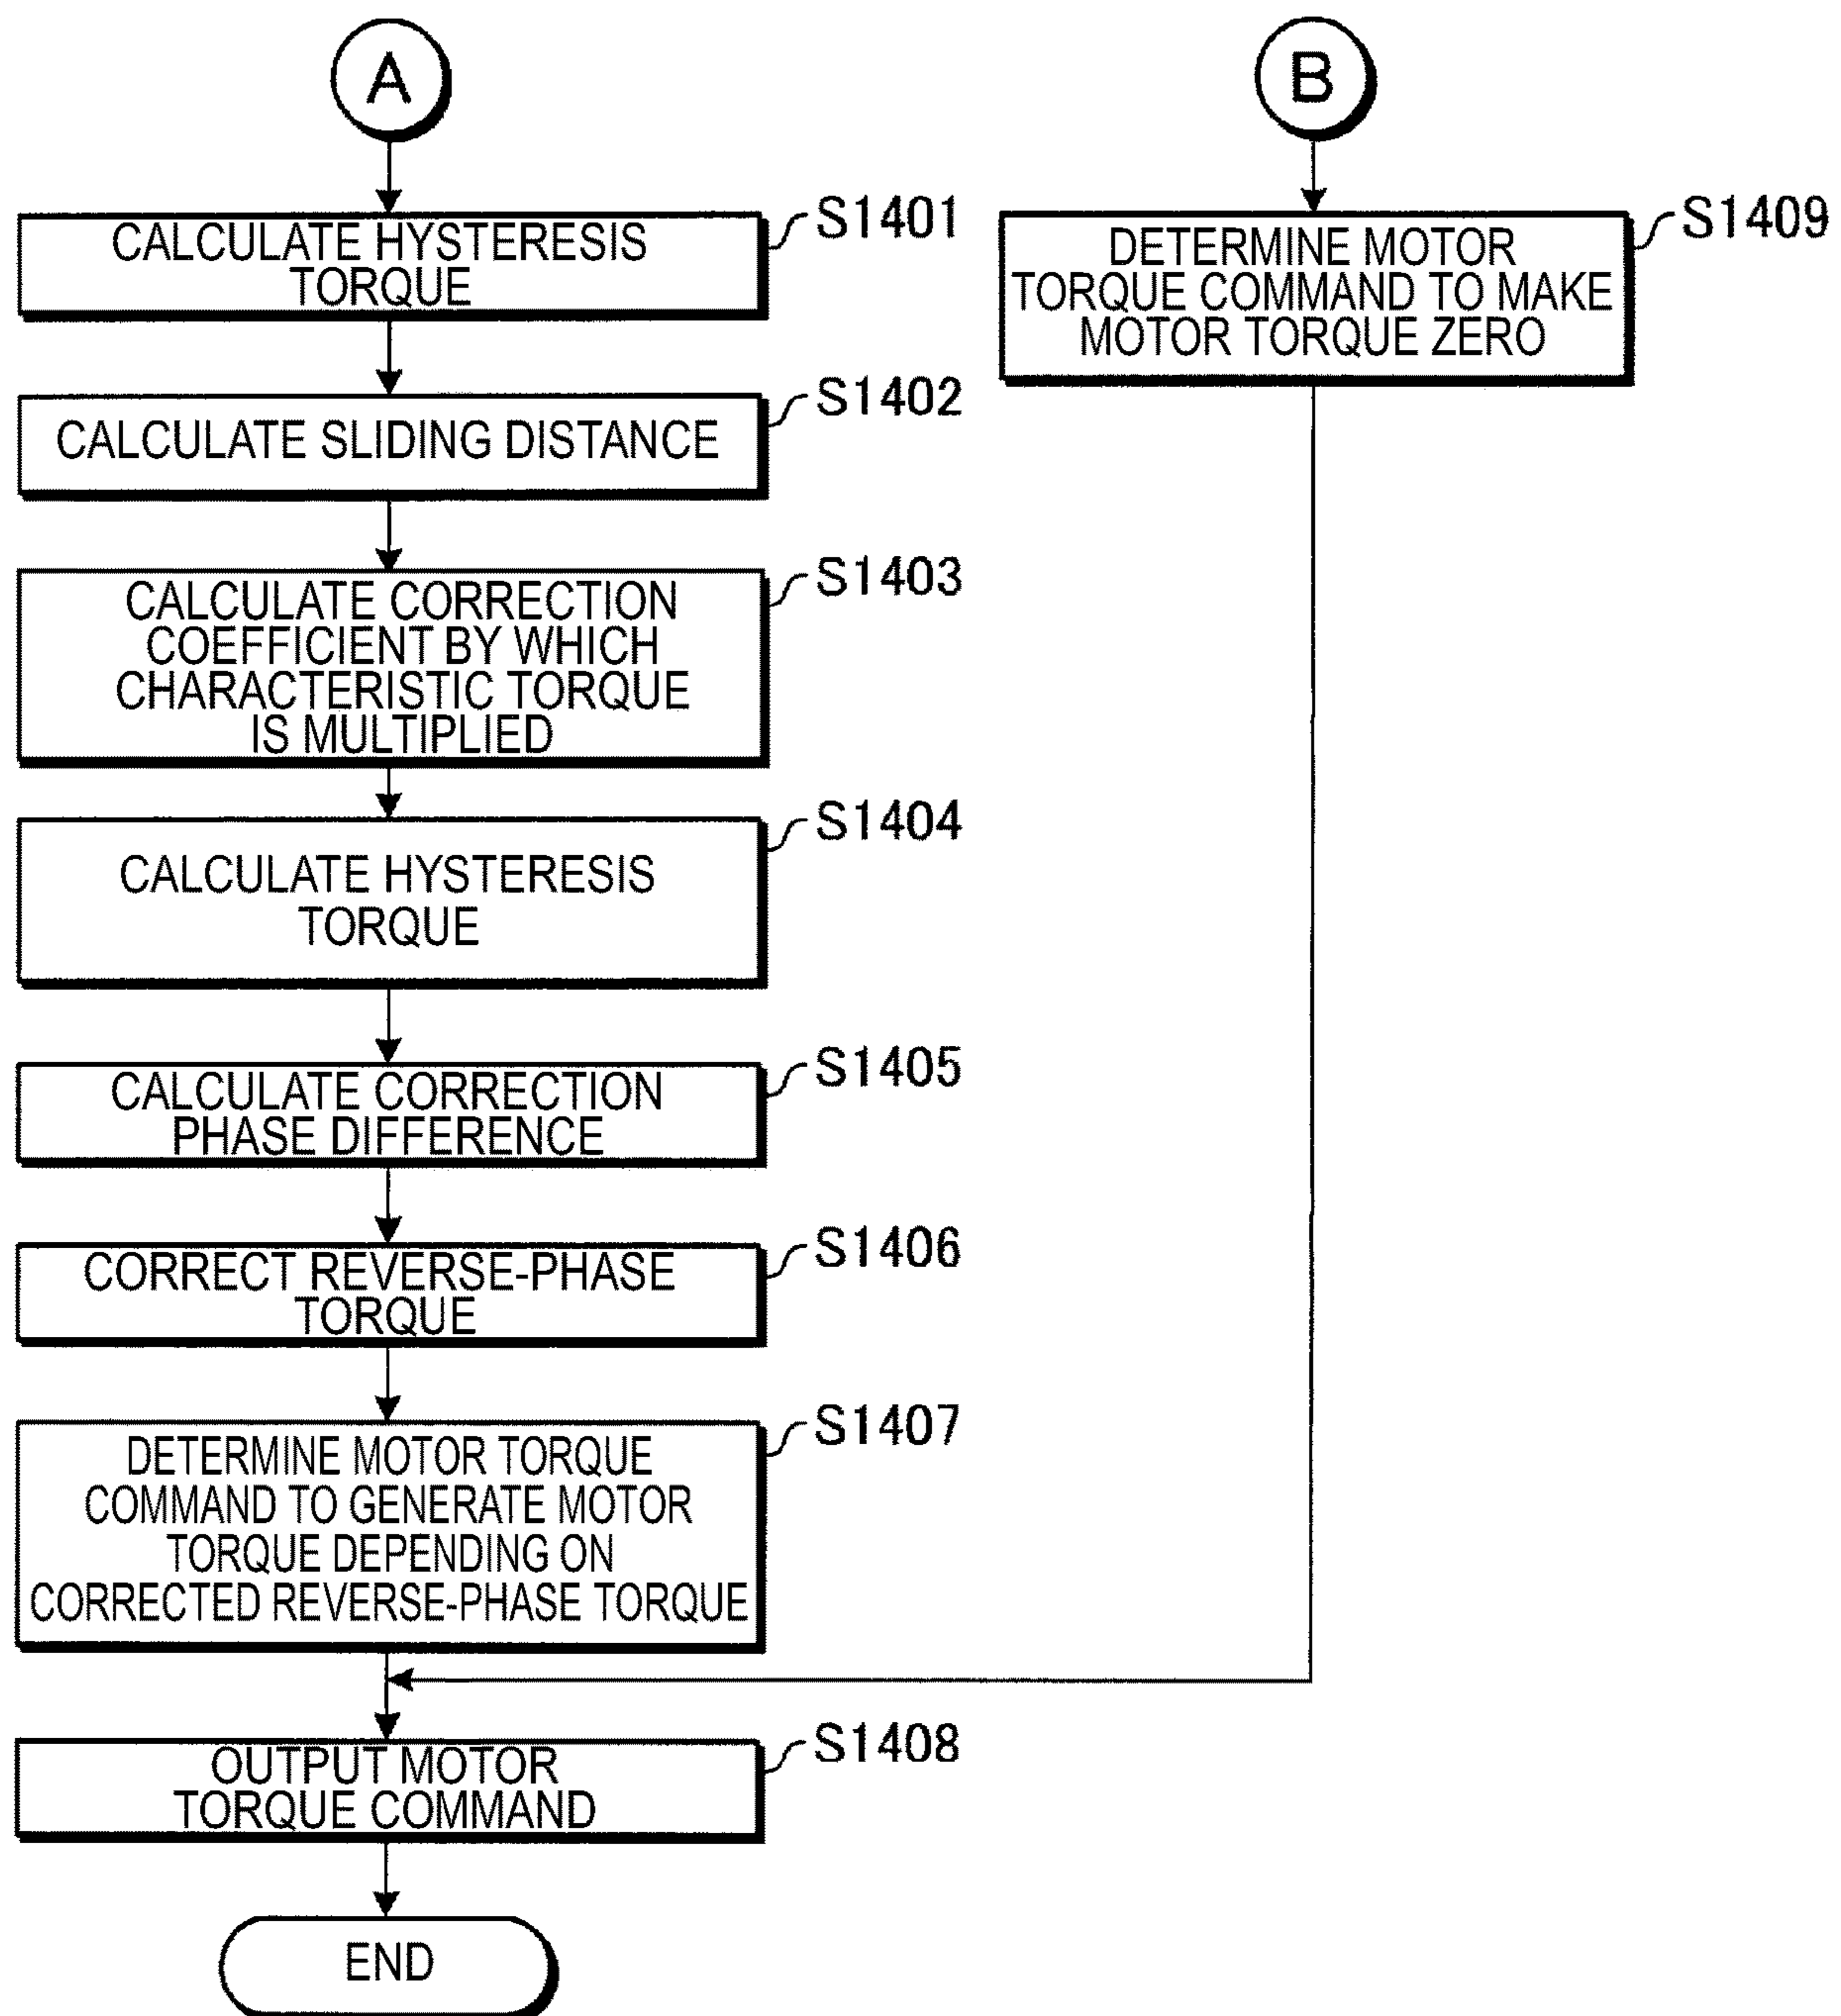 A
CALCULATE HYSTERESIS
TORQUE
S1401
CALCULATE SLIDING DISTANCE
S1402
CALCULATE CORRECTION
COEFFICIENT BY WHICH
CHARACTERISTIC TORQUE
IS MULTIPLIED
S1403
CALCULATE HYSTERESIS
TORQUE
S1404
CALCULATE CORRECTION
PHASE DIFFERENCE
S1405
CORRECT REVERSE-PHASE
TORQUE
S1406
DETERMINE MOTOR TORQUE
COMMAND TO GENERATE MOTOR
TORQUE DEPENDING ON
CORRECTED REVERSE-PHASE TORQUE
S1407
OUTPUT MOTOR
TORQUE COMMAND
S1408
END
B
DETERMINE MOTOR
TORQUE COMMAND TO MAKE
MOTOR TORQUE ZERO
S1409